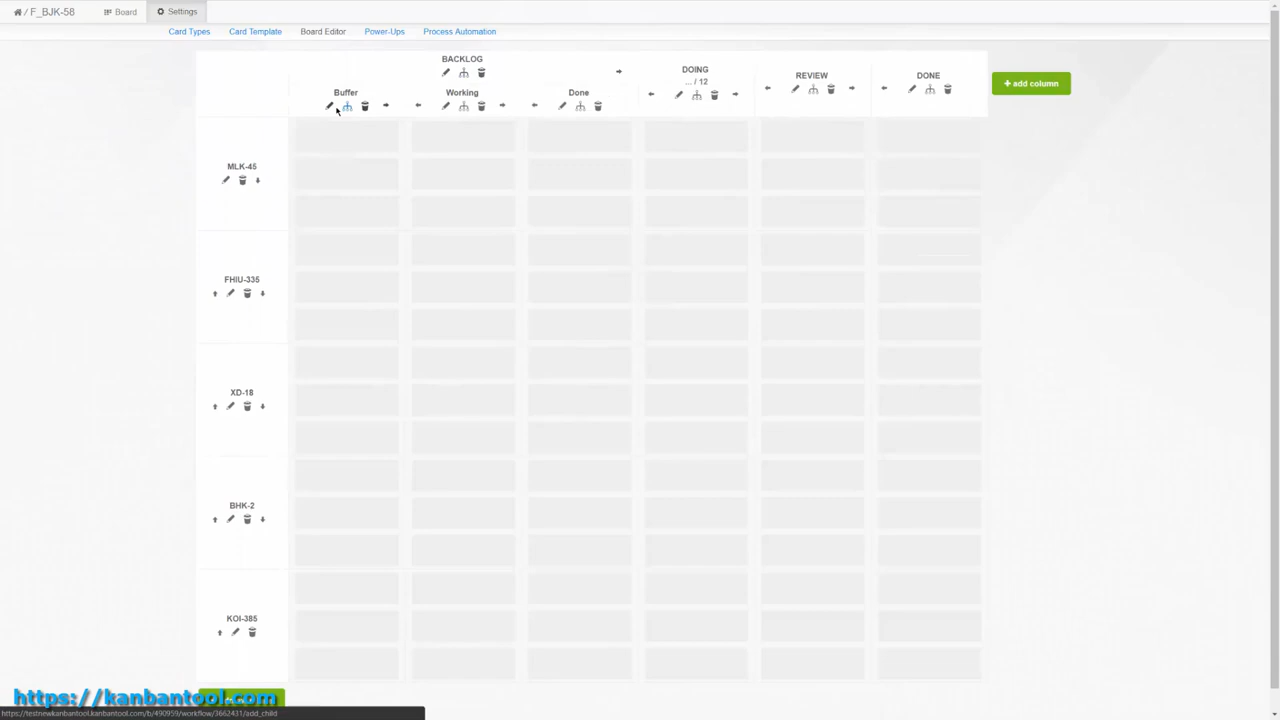 / F_BJK-58 Board Settings
Card Types Card Template Board Editor Power-Ups Process Automation
BACKLOG
DOING
... / 12
REVIEW
DONE
+ add column
Buffer Working Done
MLK-45
FHIU-335
XD-18
BHK-2
KOI-385
https://kanbantool.com
https://testnewkanbantool.kanbantool.com/b/490959/workflow/3662431/add_child